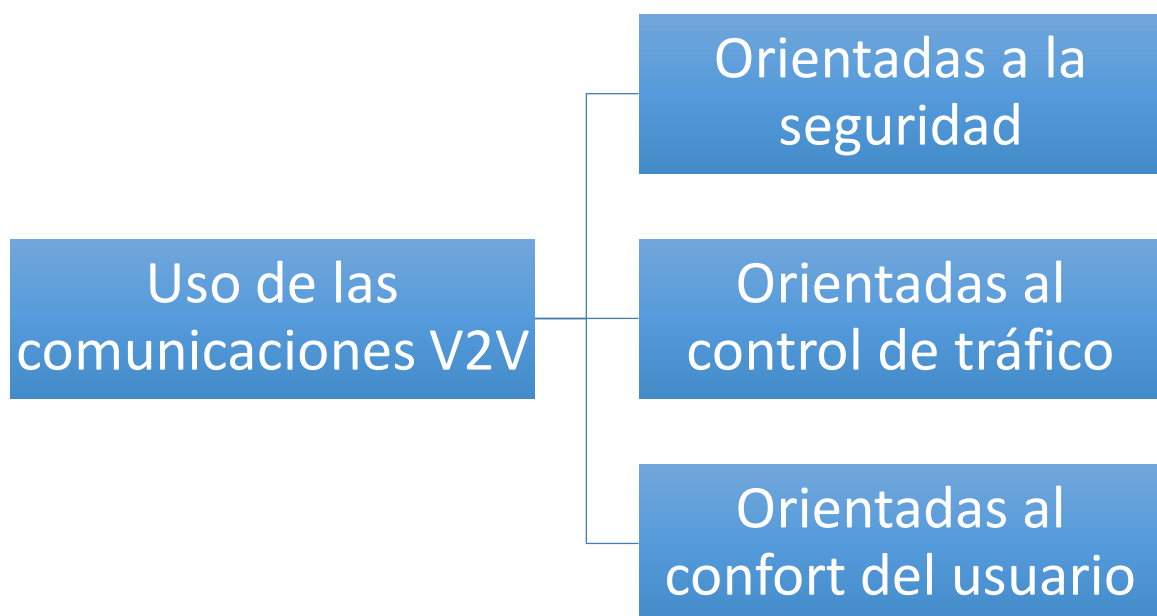 Orientadas a la
seguridad
Uso de las
comunicaciones V2V
Orientadas al
control de tráfico
Orientadas al
confort del usuario